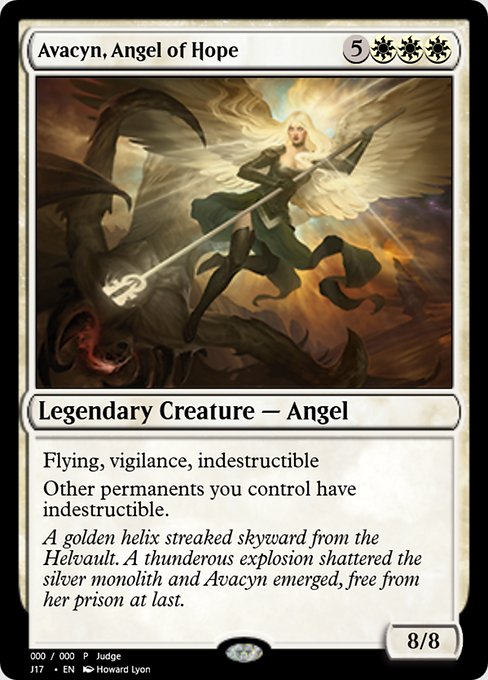 Avacyn, Angel of Hope 5
Legendary Creature — Angel
Flying, vigilance, indestructible
Other permanents you control have
indestructible.
A golden helix streaked skyward from the
Helvault. A thunderous explosion shattered the
silver monolith and Avacyn emerged, free from
her prison at last.
8/8
000 / 000 P Judge
J17 • EN Howard Lyon